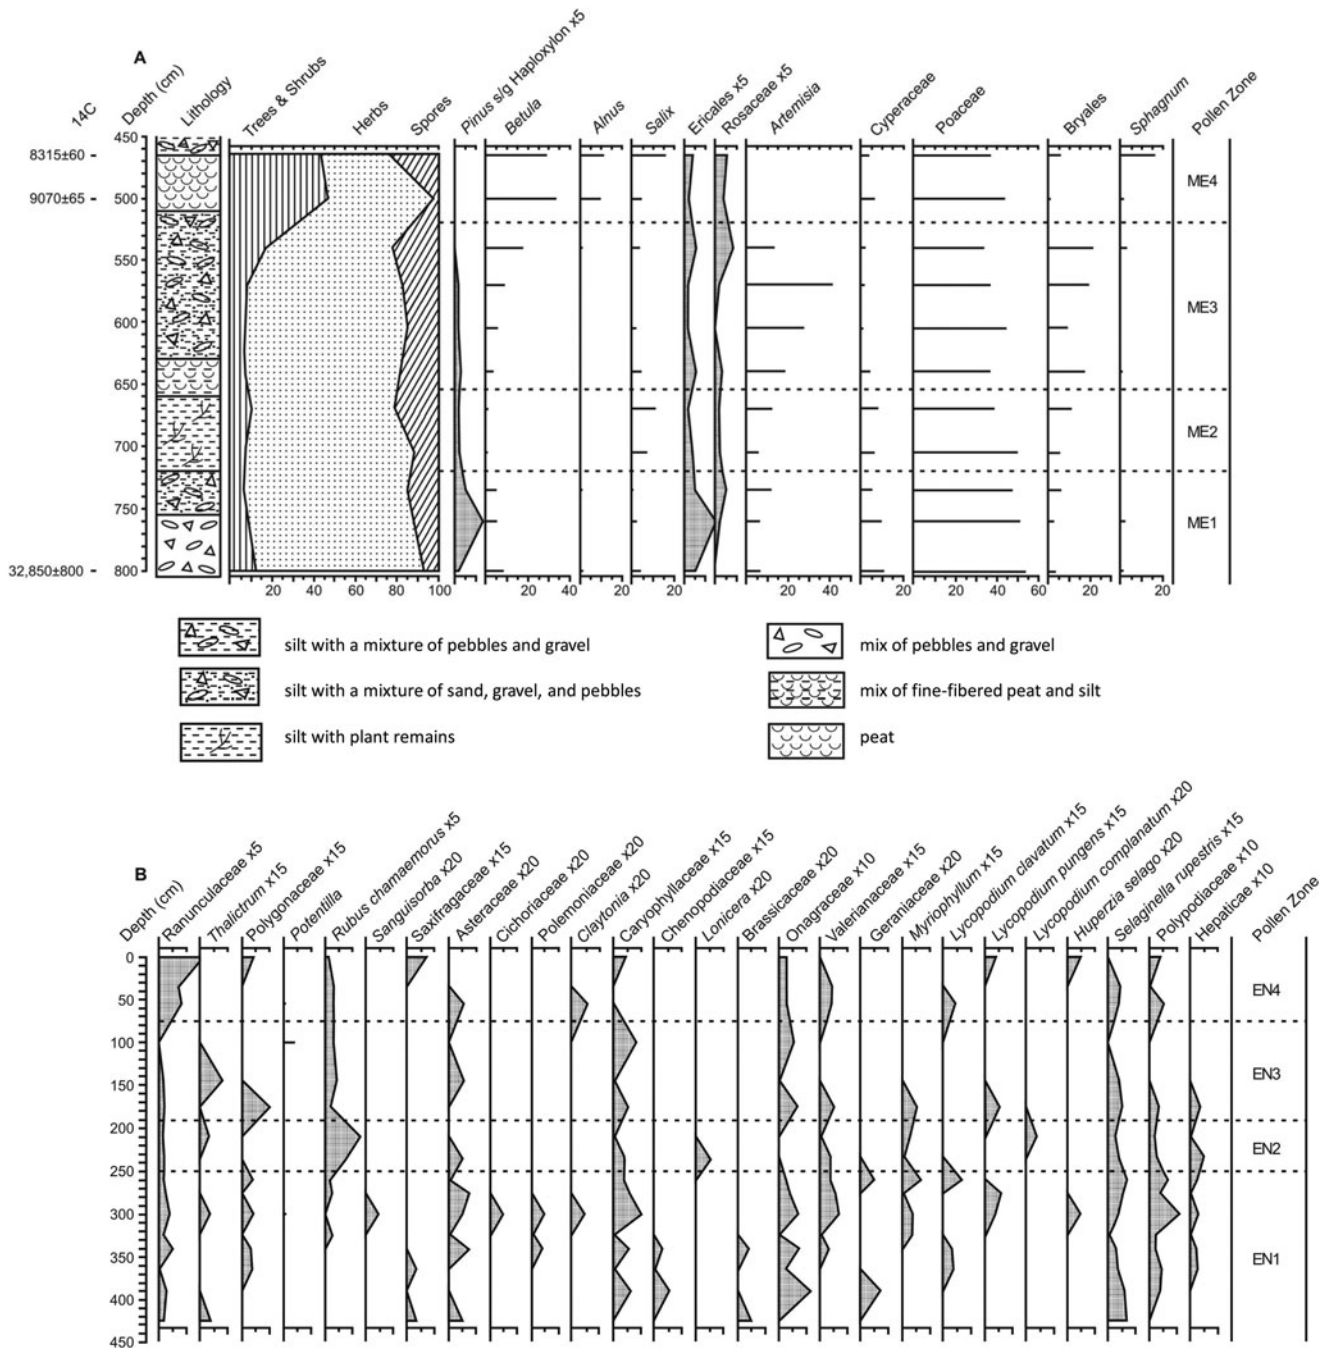 A
14C
Depth (cm)
Lithology
Trees & Shrubs
Herbs
Spores
Pinus s/g Haploxylon x5
Betula
Alnus
Salix
Ericales x5
Rosaceae x5
Artemisia
Cyperaceae
Poaceae
Bryales
Sphagnum
Pollen Zone
450
8315±60
9070±65
500
550
600
650
700
750
32,850±800
800
ME4
ME3
ME2
ME1
20 40 60 80 100 20 40 20 20 20 40 20 20 40 60 20 20
silt with a mixture of pebbles and gravel
mix of pebbles and gravel
silt with a mixture of sand, gravel, and pebbles
mix of fine-fibered peat and silt
silt with plant remains
peat
B
Depth (cm)
Ranunculaceae x5
Thalictrum x15
Polygonaceae x15
Potentilla
Rubus chamaemorus x5
Sanguisorba x20
Saxifragaceae x15
Asteraceae x20
Cichoriaceae x20
Polemoniaceae x20
Claytonia x20
Caryophyllaceae x15
Chenopodiaceae x15
Lonicera x20
Brassicaceae x20
Onagraceae x10
Valerianaceae x15
Geraniaceae x20
Myriophyllum x15
Lycopodium clavatum x15
Lycopodium pungens x15
Lycopodium complanatum x20
Huperzia selago x20
Selaginella rupestris x15
Polypodiaceae x10
Hepaticae x10
Pollen Zone
0
50
100
150
200
250
300
350
400
450
EN4
EN3
EN2
EN1